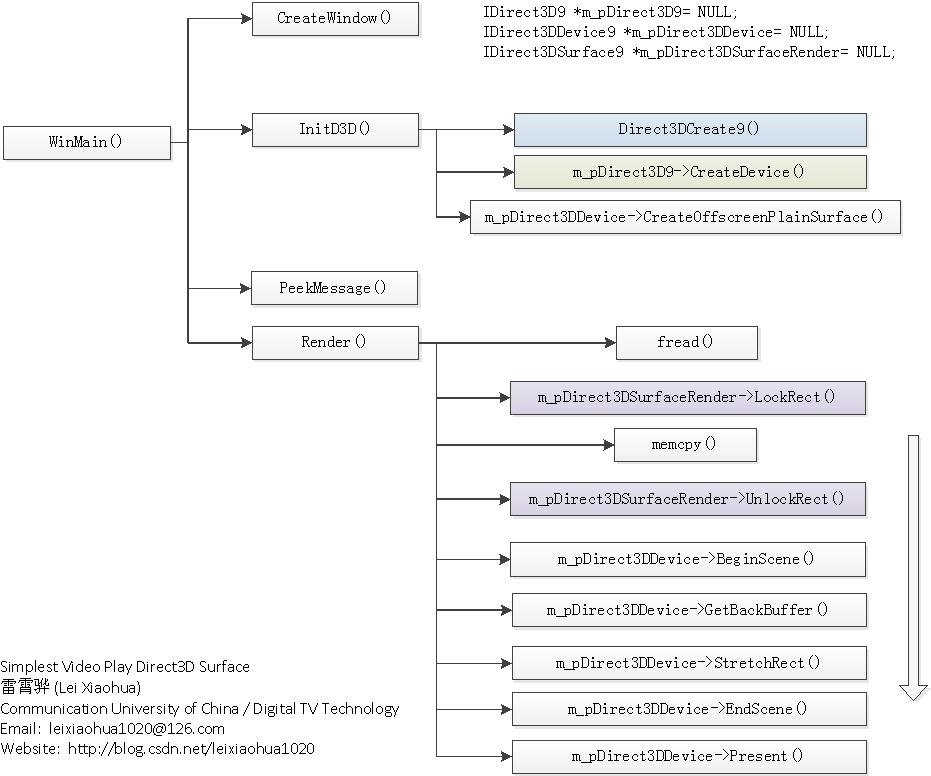 CreateWindow()
IDirect3D9 *m_pDirect3D9= NULL;
IDirect3DDevice9 *m_pDirect3DDevice= NULL;
IDirect3DSurface9 *m_pDirect3DSurfaceRender= NULL;
WinMain()
InitD3D()
Direct3DCreate9()
m_pDirect3D9->CreateDevice()
m_pDirect3DDevice->CreateOffscreenPlainSurface()
PeekMessage()
Render()
fread()
m_pDirect3DSurfaceRender->LockRect()
memcpy()
m_pDirect3DSurfaceRender->UnlockRect()
m_pDirect3DDevice->BeginScene()
m_pDirect3DDevice->GetBackBuffer()
m_pDirect3DDevice->StretchRect()
m_pDirect3DDevice->EndScene()
m_pDirect3DDevice->Present()
Simplest Video Play Direct3D Surface
雷霄骅 (Lei Xiaohua)
Communication University of China / Digital TV Technology
Email: leixiaohua1020@126.com
Website: http://blog.csdn.net/leixiaohua1020